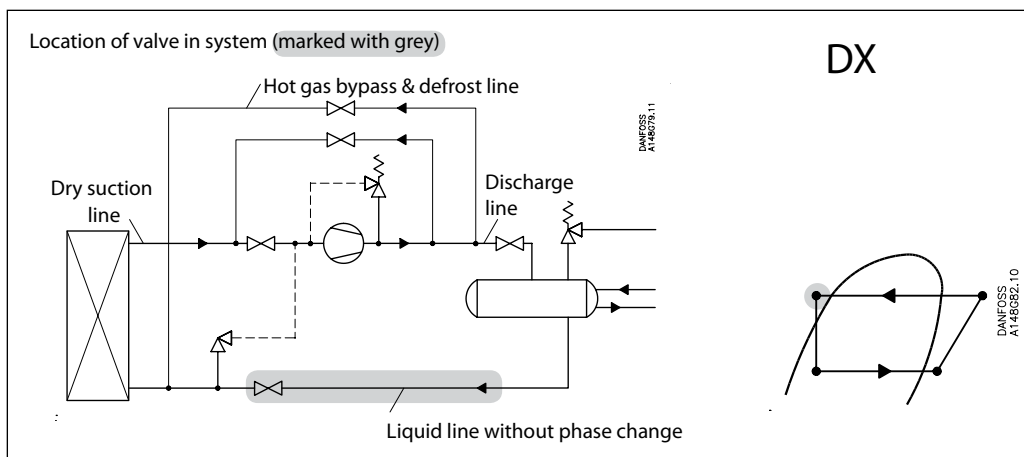 Location of valve in system (marked with grey)
DX
Hot gas bypass & defrost line
DANFOSS
A148G79.11
Dry suction
line
Discharge
line
DANFOSS
A148G82.10
Liquid line without phase change